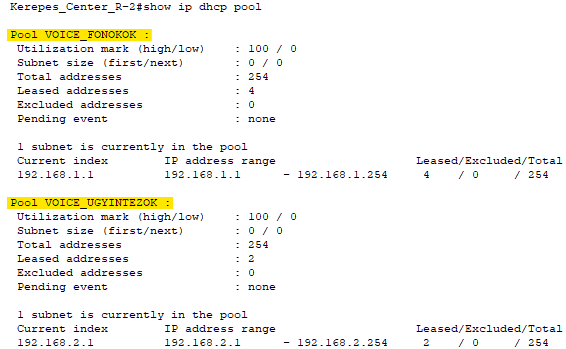 Kerepes_Center_R-2#show ip dhcp pool
Pool VOICE_FONOKOK :
Utilization mark (high/low) : 100 / 0
Subnet size (first/next) : 0 / 0
Total addresses : 254
Leased addresses : 4
Excluded addresses : 0
Pending event : none
1 subnet is currently in the pool
Current index IP address range Leased/Excluded/Total
192.168.1.1 192.168.1.1 - 192.168.1.254 4 / 0 / 254
Pool VOICE_UGYINTEZOK :
Utilization mark (high/low) : 100 / 0
Subnet size (first/next) : 0 / 0
Total addresses : 254
Leased addresses : 2
Excluded addresses : 0
Pending event : none
1 subnet is currently in the pool
Current index IP address range Leased/Excluded/Total
192.168.2.1 192.168.2.1 - 192.168.2.254 2 / 0 / 254